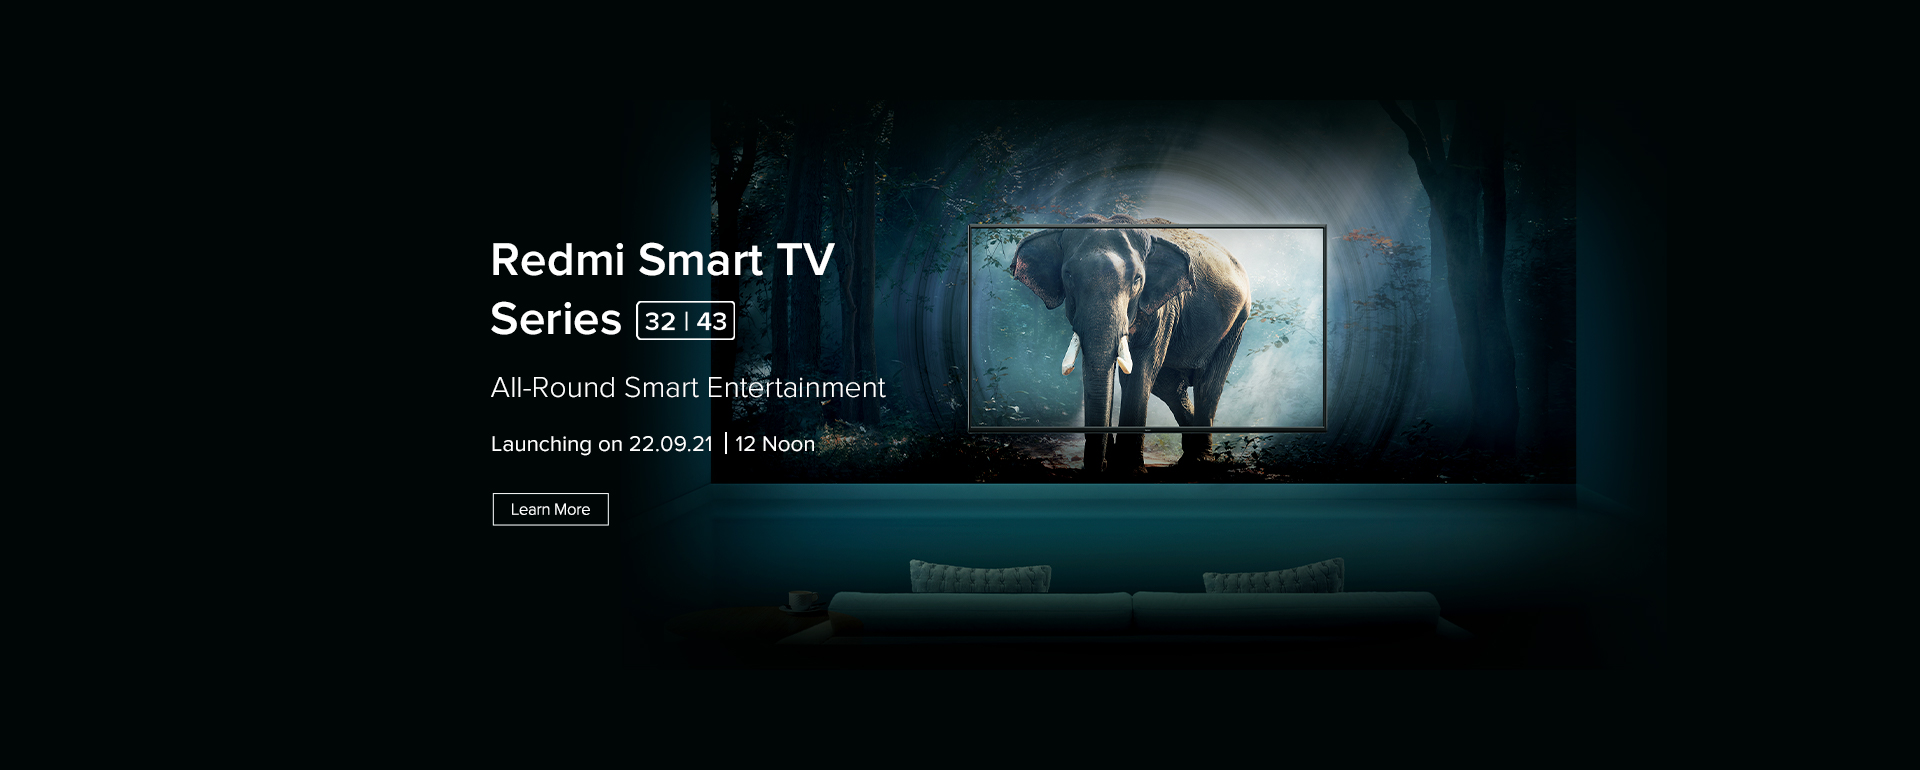 Redmi Smart TV
Series 32 | 43
All-Round Smart Entertainment
Launching on 22.09.21 | 12 Noon
Learn More